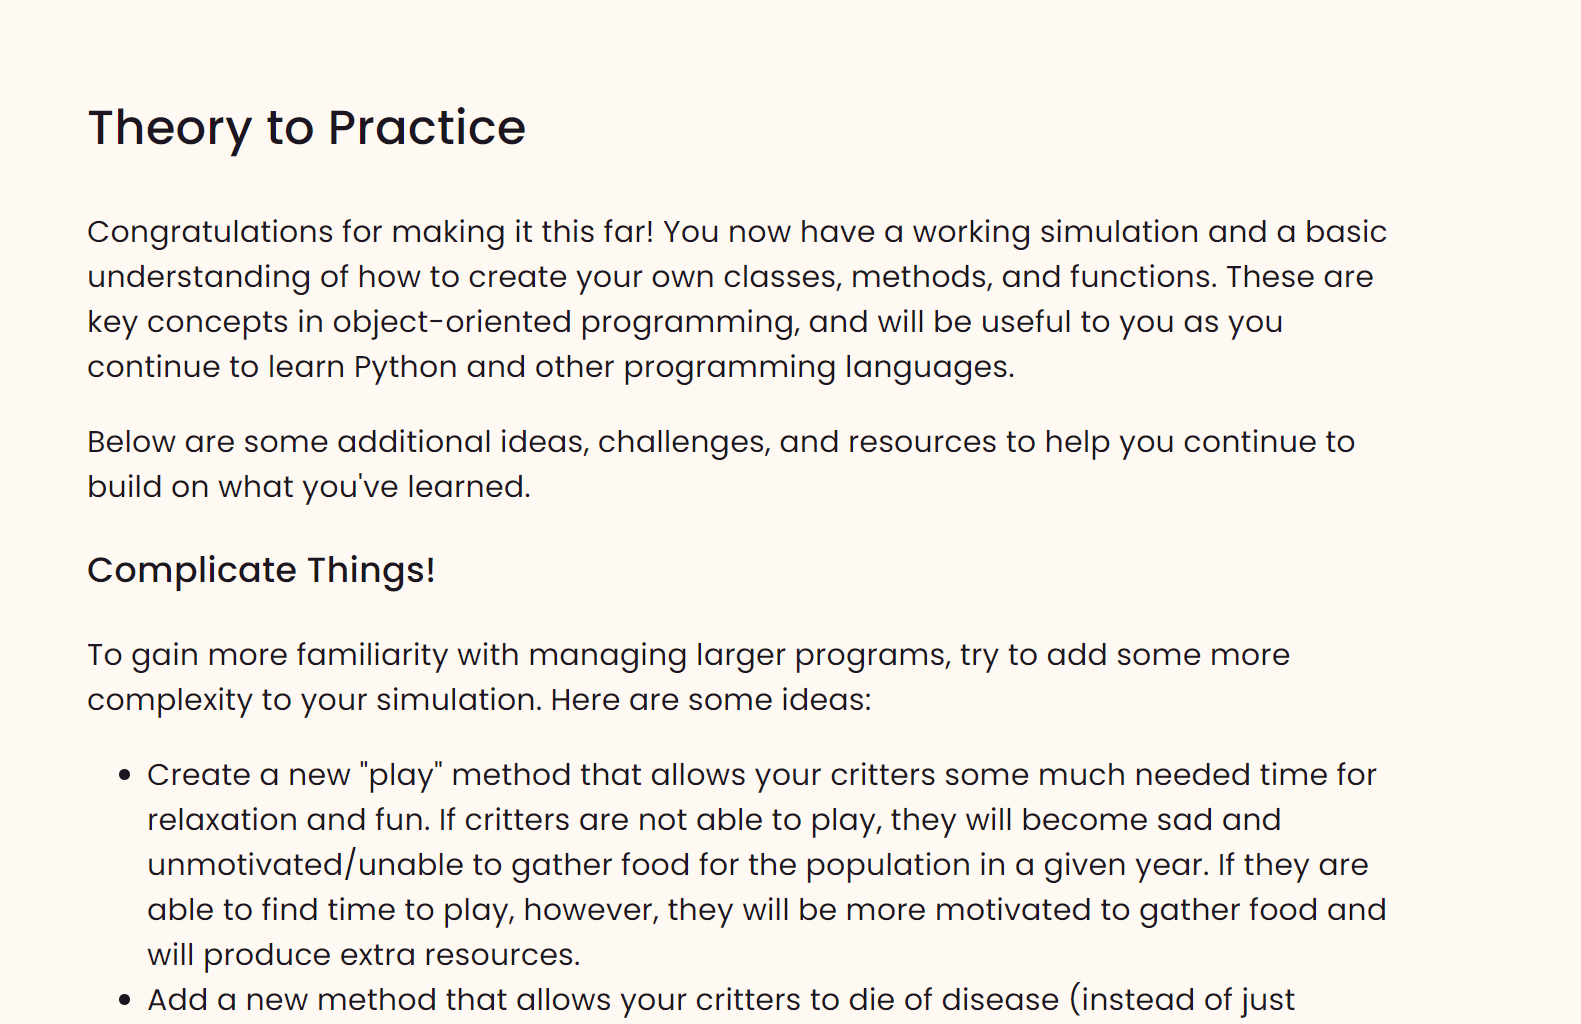 Theory to Practice
Congratulations for making it this far! You now have a working simulation and a basic
understanding of how to create your own classes, methods, and functions. These are
key concepts in object-oriented programming, and will be useful to you as you
continue to learn Python and other programming languages.
Below are some additional ideas, challenges, and resources to help you continue to
build on what you've learned.
Complicate Things!
To gain more familiarity with managing larger programs, try to add some more
complexity to your simulation. Here are some ideas:
• Create a new "play" method that allows your critters some much needed time for
relaxation and fun. If critters are not able to play, they will become sad and
unmotivated/unable to gather food for the population in a given year. If they are
able to find time to play, however, they will be more motivated to gather food and
will produce extra resources.
• Add a new method that allows your critters to die of disease (instead of just